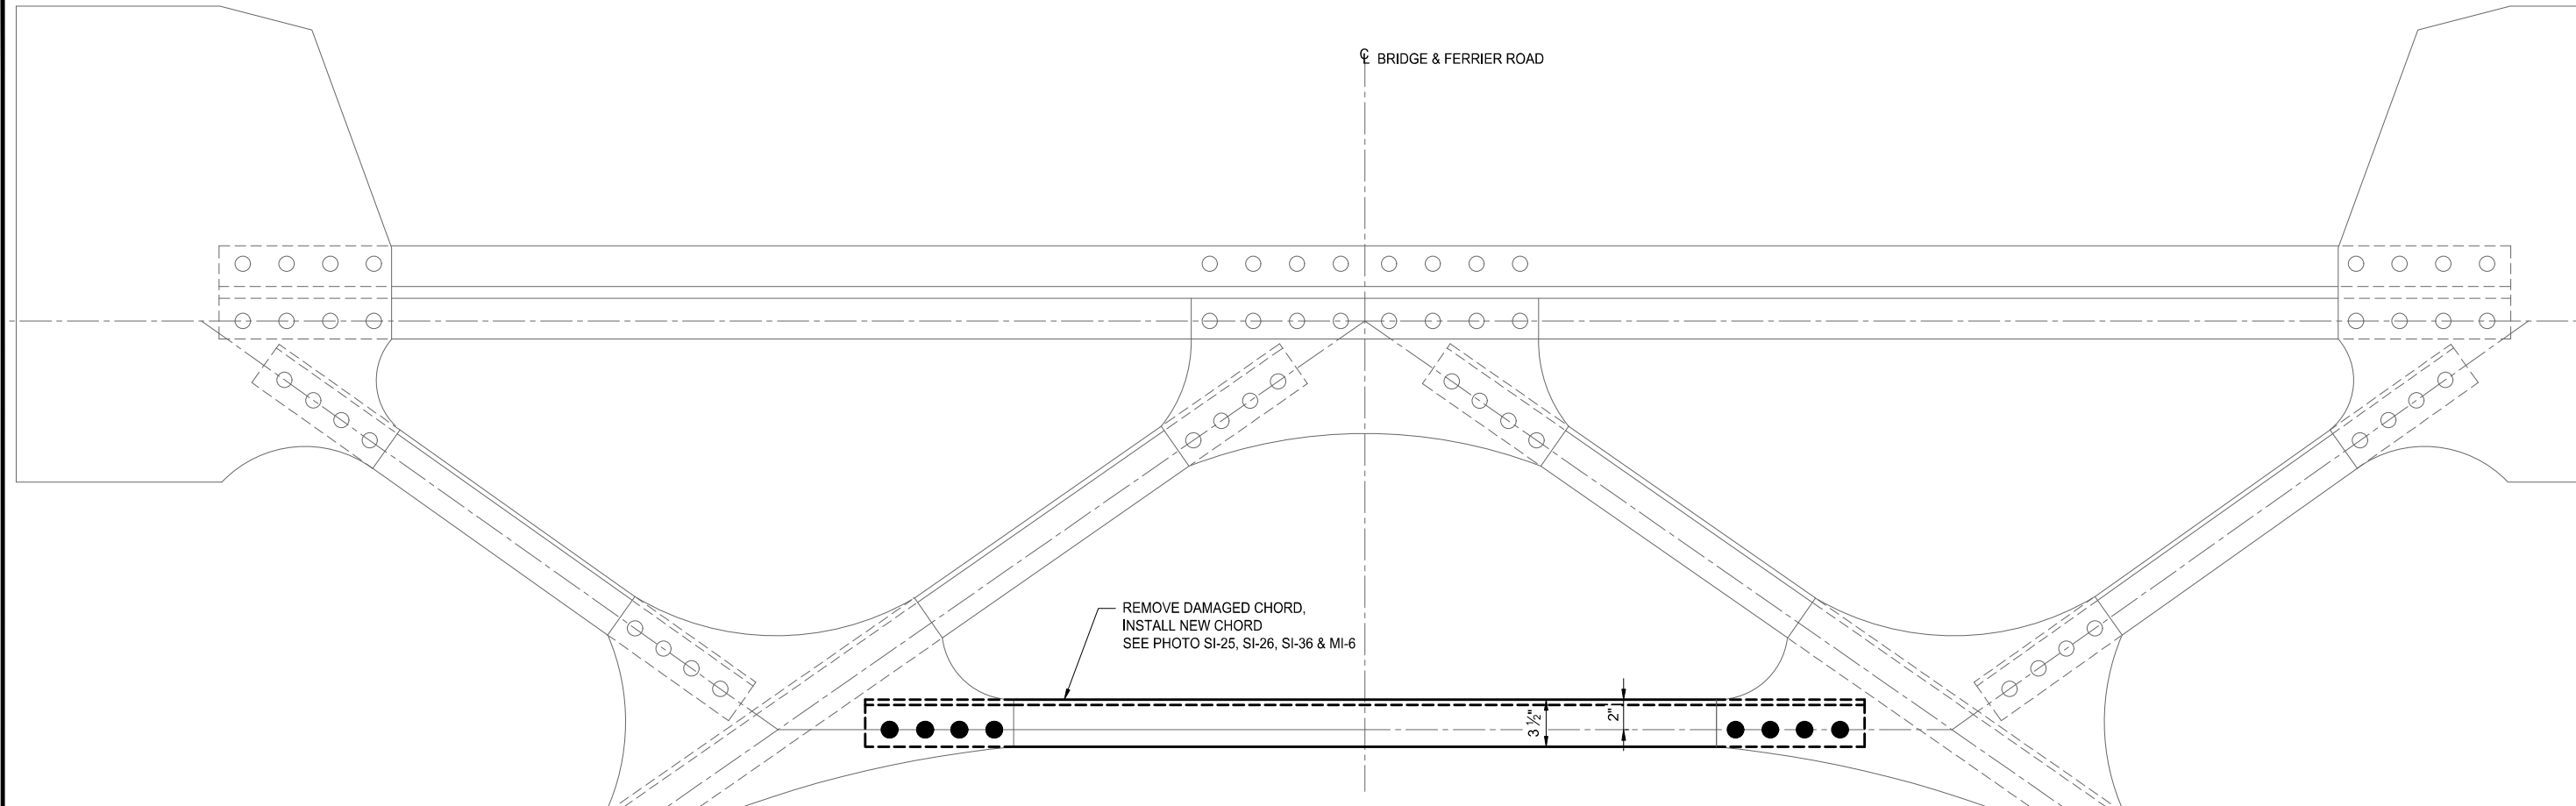 ℄ BRIDGE & FERRIER ROAD
REMOVE DAMAGED CHORD,
INSTALL NEW CHORD
SEE PHOTO SI-25, SI-26, SI-36 & MI-6
3 ½"
2"